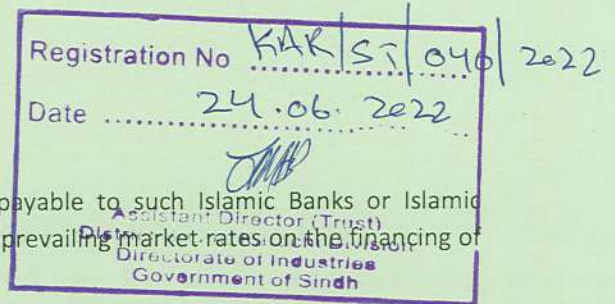 Registration No KAR/ST/040/2022
Date 24.06.2022
payable to such Islamic Banks or Islamic
Assistant Director (Trust)
prevailing market rates on the financing of
Directorate of Industries
Government of Sindh